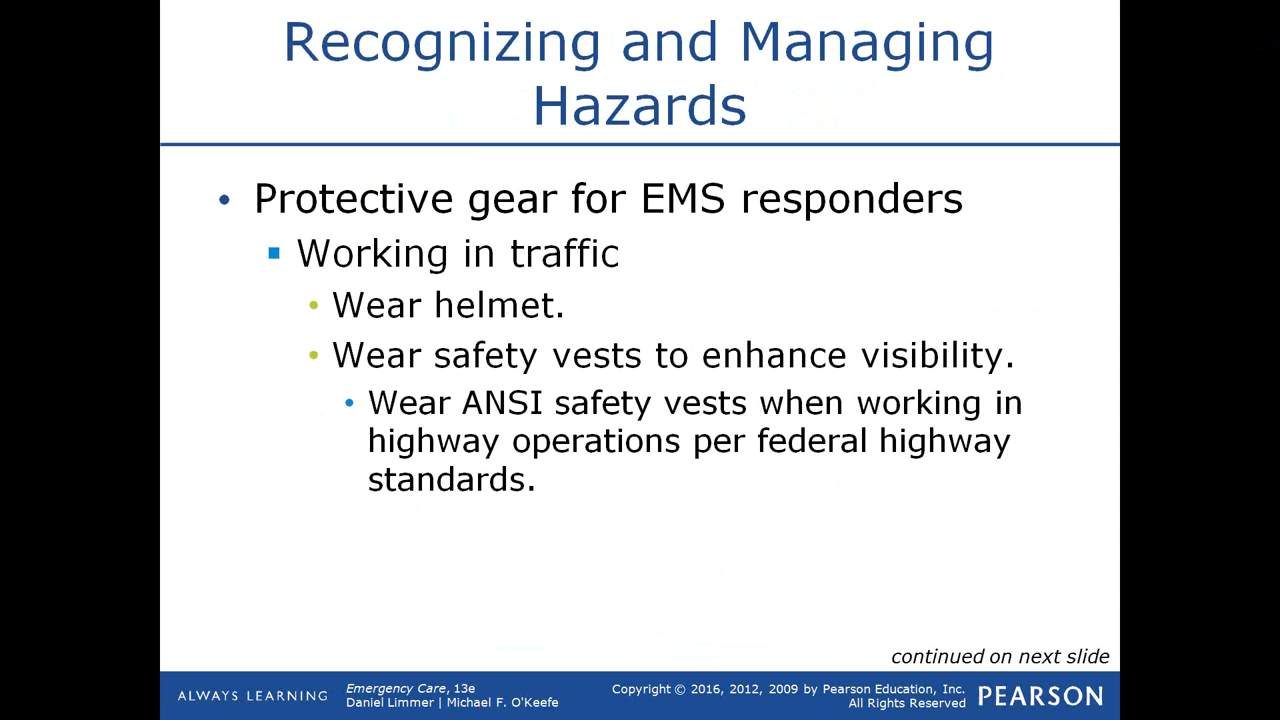 Recognizing and Managing
Hazards
• Protective gear for EMS responders
▪ Working in traffic
• Wear helmet.
• Wear safety vests to enhance visibility.
• Wear ANSI safety vests when working in
highway operations per federal highway
standards.
continued on next slide
ALWAYS LEARNING
Emergency Care, 13e
Daniel Limmer | Michael F. O'Keefe
Copyright © 2016, 2012, 2009 by Pearson Education, Inc.
All Rights Reserved
PEARSON